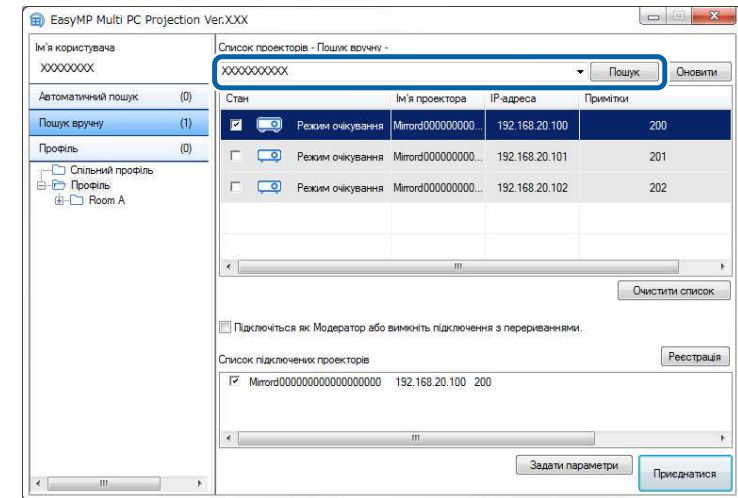 EasyMP Multi PC Projection Ver.XXX
Ім'я користувача
XXXXXXXX
Автоматичний пошук (0)
Пошук вручну (1)
Профіль (0)
Спільний профіль
Профіль
Room A
Список проекторів - Пошук вручну -
XXXXXXXXXX Пошук Оновити
Стан Ім'я проектора IP-адреса Примітки
Режим очікування Mirrord000000000... 192.168.20.100 200
Режим очікування Mirrord000000000... 192.168.20.101 201
Режим очікування Mirrord000000000... 192.168.20.102 202
Очистити список
Підключіться як Модератор або вимкніть підключення з перериваннями.
Список підключених проекторів Реєстрація
Mirrord000000000000000000 192.168.20.100 200
Задати параметри Приєднатися